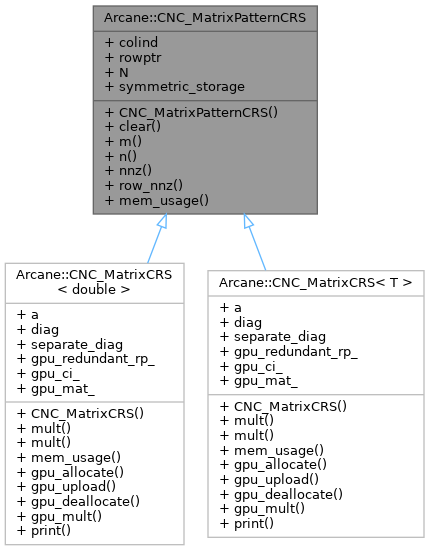 Arcane::CNC_MatrixPatternCRS
+ colind
+ rowptr
+ N
+ symmetric_storage
+ CNC_MatrixPatternCRS()
+ clear()
+ m()
+ n()
+ nnz()
+ row_nnz()
+ mem_usage()
Arcane::CNC_MatrixCRS
< double >
+ a
+ diag
+ separate_diag
+ gpu_redundant_rp_
+ gpu_ci_
+ gpu_mat_
+ CNC_MatrixCRS()
+ mult()
+ mult()
+ mem_usage()
+ gpu_allocate()
+ gpu_upload()
+ gpu_deallocate()
+ gpu_mult()
+ print()
Arcane::CNC_MatrixCRS< T >
+ a
+ diag
+ separate_diag
+ gpu_redundant_rp_
+ gpu_ci_
+ gpu_mat_
+ CNC_MatrixCRS()
+ mult()
+ mult()
+ mem_usage()
+ gpu_allocate()
+ gpu_upload()
+ gpu_deallocate()
+ gpu_mult()
+ print()